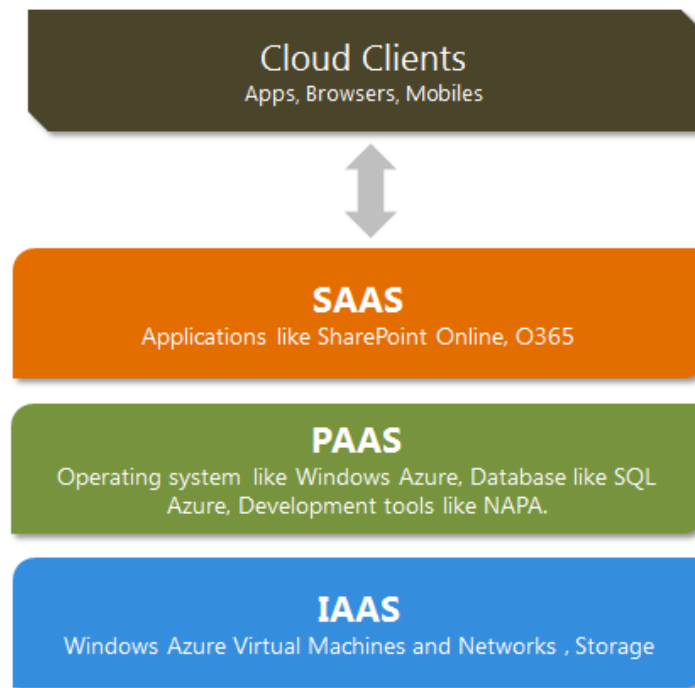 Cloud Clients
Apps, Browsers, Mobiles
SAAS
Applications like SharePoint Online, O365
PAAS
Operating system like Windows Azure, Database like SQL
Azure, Development tools like NAPA.
IAAS
Windows Azure Virtual Machines and Networks , Storage